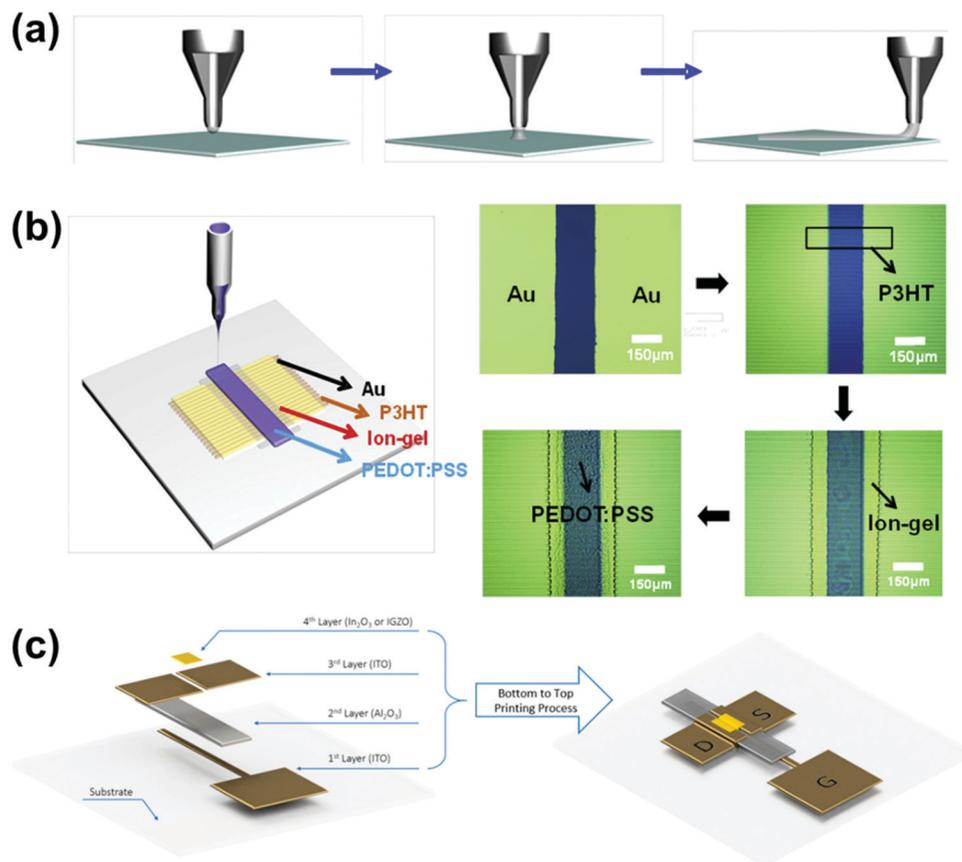 (a)
(b)
Au
P3HT
Ion-gel
PEDOT:PSS
Au
Au
150µm
P3HT
150µm
PEDOT:PSS
150µm
Ion-gel
150µm
(c)
4th Layer (In₂O₃ or IGZO)
3rd Layer (ITO)
2nd Layer (Al₂O₃)
1st Layer (ITO)
Substrate
Bottom to Top
Printing Process
S
D
G